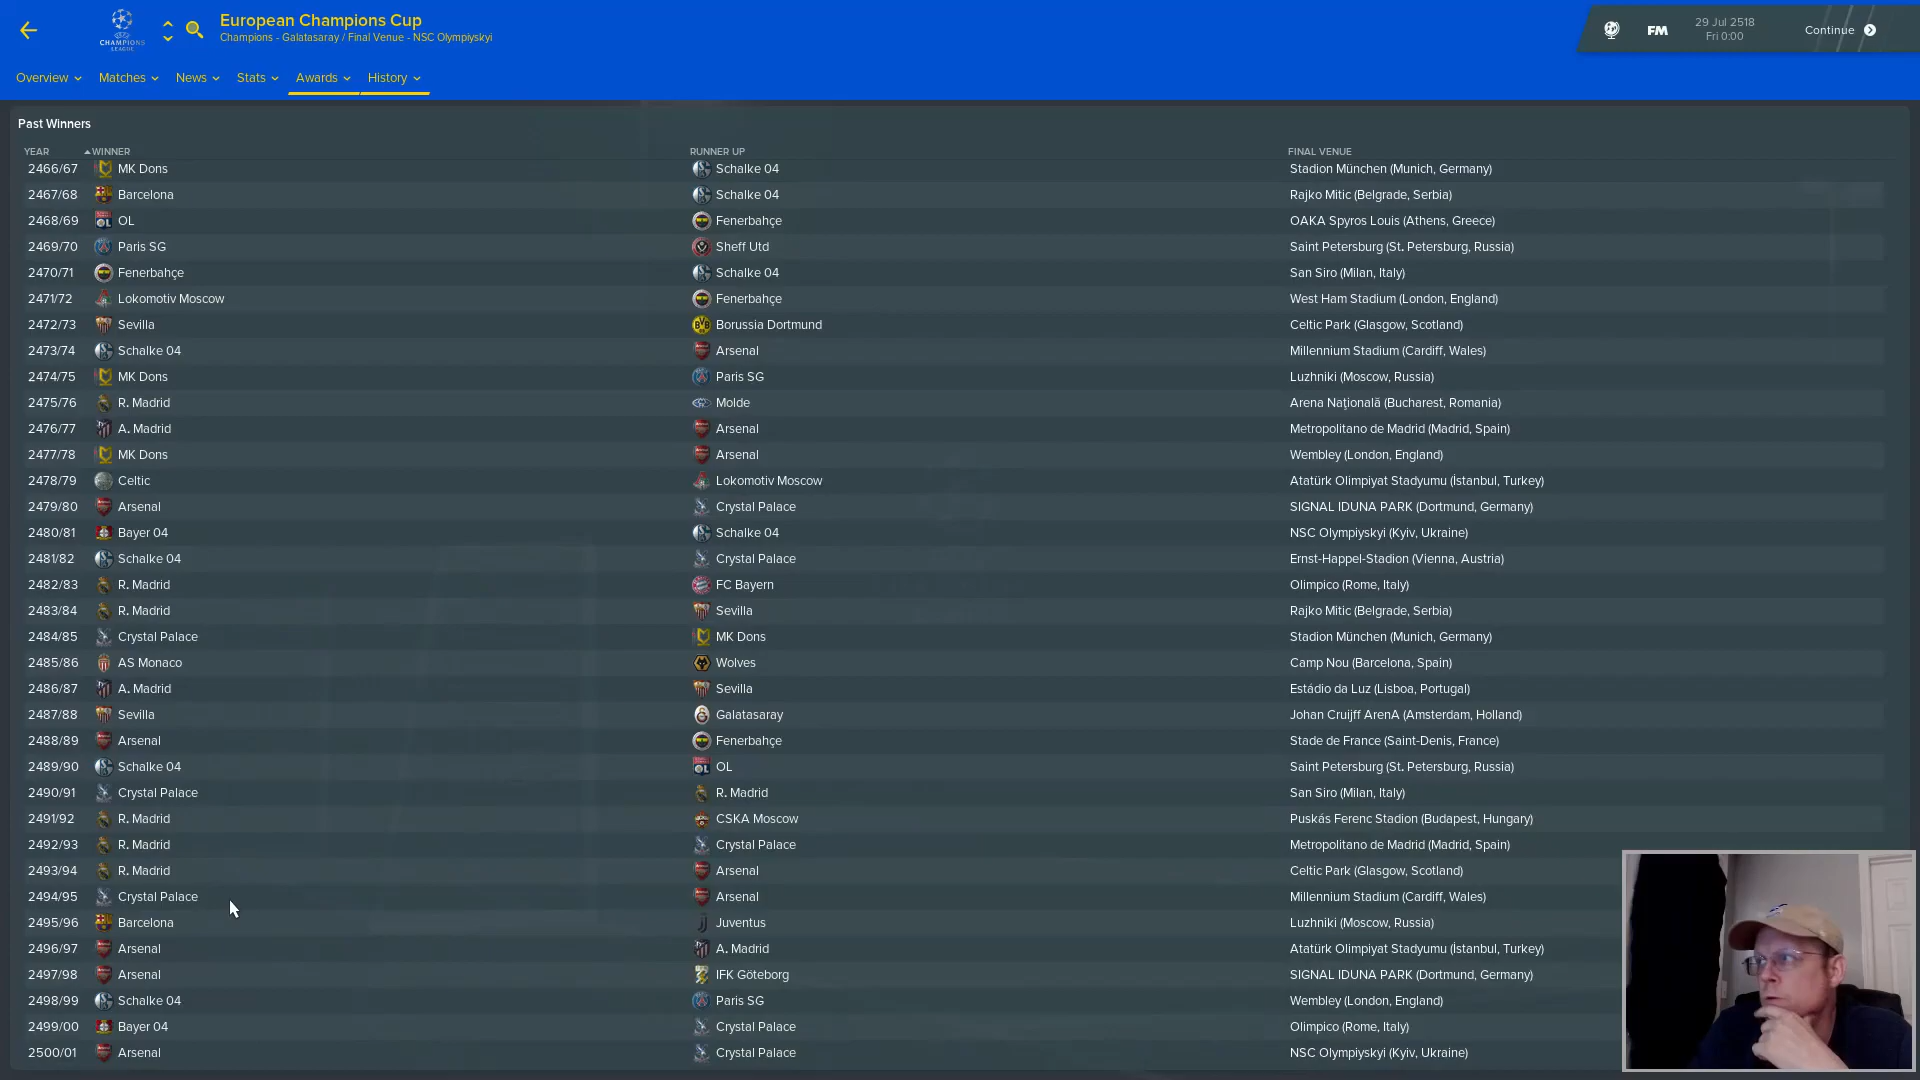 European Champions Cup
Champions - Galatasaray / Final Venue - NSC Olympiyskyi
CHAMPIONS LEAGUE
FM
29 Jul 2518
Fri 0:00
Continue
Overview Matches News Stats Awards History
Past Winners
YEAR WINNER RUNNER UP FINAL VENUE
2466/67 MK Dons Schalke 04 Stadion München (Munich, Germany)
2467/68 Barcelona Schalke 04 Rajko Mitic (Belgrade, Serbia)
2468/69 OL Fenerbahçe OAKA Spyros Louis (Athens, Greece)
2469/70 Paris SG Sheff Utd Saint Petersburg (St. Petersburg, Russia)
2470/71 Fenerbahçe Schalke 04 San Siro (Milan, Italy)
2471/72 Lokomotiv Moscow Fenerbahçe West Ham Stadium (London, England)
2472/73 Sevilla Borussia Dortmund Celtic Park (Glasgow, Scotland)
2473/74 Schalke 04 Arsenal Millennium Stadium (Cardiff, Wales)
2474/75 MK Dons Paris SG Luzhniki (Moscow, Russia)
2475/76 R. Madrid Molde Arena Naţională (Bucharest, Romania)
2476/77 A. Madrid Arsenal Metropolitano de Madrid (Madrid, Spain)
2477/78 MK Dons Arsenal Wembley (London, England)
2478/79 Celtic Lokomotiv Moscow Atatürk Olimpiyat Stadyumu (İstanbul, Turkey)
2479/80 Arsenal Crystal Palace SIGNAL IDUNA PARK (Dortmund, Germany)
2480/81 Bayer 04 Schalke 04 NSC Olympiyskyi (Kyiv, Ukraine)
2481/82 Schalke 04 Crystal Palace Ernst-Happel-Stadion (Vienna, Austria)
2482/83 R. Madrid FC Bayern Olimpico (Rome, Italy)
2483/84 R. Madrid Sevilla Rajko Mitic (Belgrade, Serbia)
2484/85 Crystal Palace MK Dons Stadion München (Munich, Germany)
2485/86 AS Monaco Wolves Camp Nou (Barcelona, Spain)
2486/87 A. Madrid Sevilla Estádio da Luz (Lisboa, Portugal)
2487/88 Sevilla Galatasaray Johan Cruijff ArenA (Amsterdam, Holland)
2488/89 Arsenal Fenerbahçe Stade de France (Saint-Denis, France)
2489/90 Schalke 04 OL Saint Petersburg (St. Petersburg, Russia)
2490/91 Crystal Palace R. Madrid San Siro (Milan, Italy)
2491/92 R. Madrid CSKA Moscow Puskás Ferenc Stadion (Budapest, Hungary)
2492/93 R. Madrid Crystal Palace Metropolitano de Madrid (Madrid, Spain)
2493/94 R. Madrid Arsenal Celtic Park (Glasgow, Scotland)
2494/95 Crystal Palace Arsenal Millennium Stadium (Cardiff, Wales)
2495/96 Barcelona Juventus Luzhniki (Moscow, Russia)
2496/97 Arsenal A. Madrid Atatürk Olimpiyat Stadyumu (İstanbul, Turkey)
2497/98 Arsenal IFK Göteborg SIGNAL IDUNA PARK (Dortmund, Germany)
2498/99 Schalke 04 Paris SG Wembley (London, England)
2499/00 Bayer 04 Crystal Palace Olimpico (Rome, Italy)
2500/01 Arsenal Crystal Palace NSC Olympiyskyi (Kyiv, Ukraine)